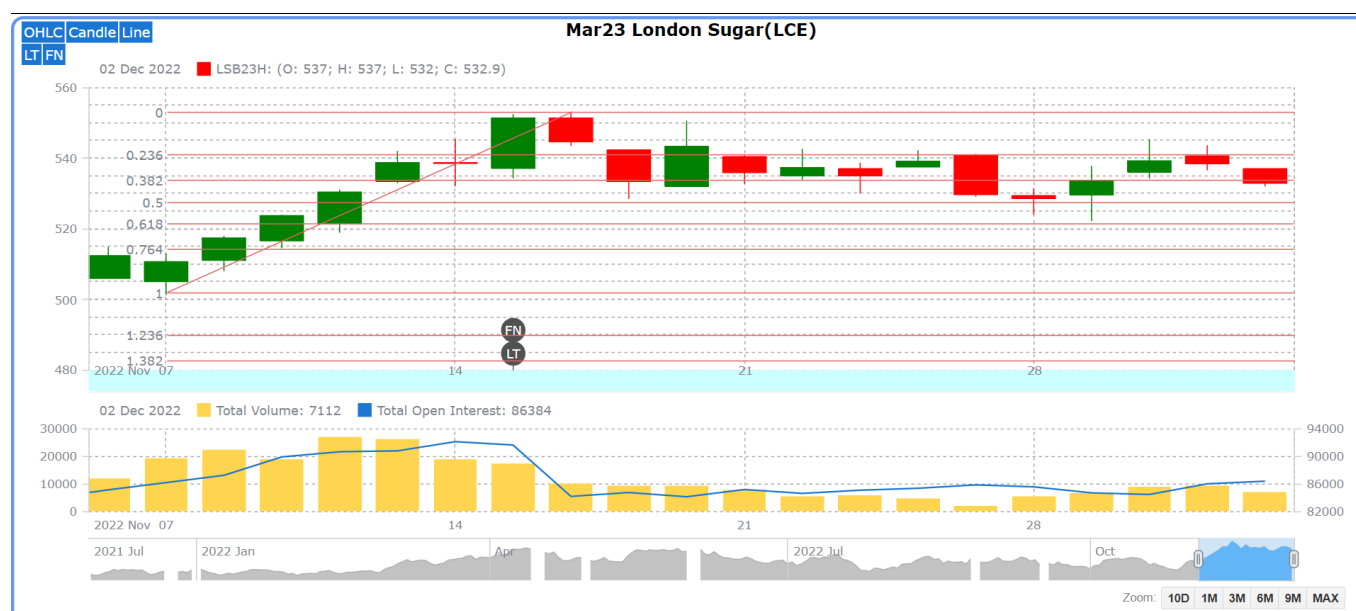 OHLC Candle Line
LT FN
Mar23 London Sugar(LCE)
02 Dec 2022 LSB23H: (O: 537; H: 537; L: 532; C: 532.9)
560
0
540
0.236
0.382
0.5
520
0.618
0.764
500
1
1.236
FN
1.382
LT
480
2022 Nov 07 14 21 28
02 Dec 2022 Total Volume: 7112 Total Open Interest: 86384
30000 94000
20000 90000
10000 86000
0 82000
2022 Nov 07 14 21 28
2021 Jul 2022 Jan Apr 2022 Jul Oct
Zoom: 10D 1M 3M 6M 9M MAX